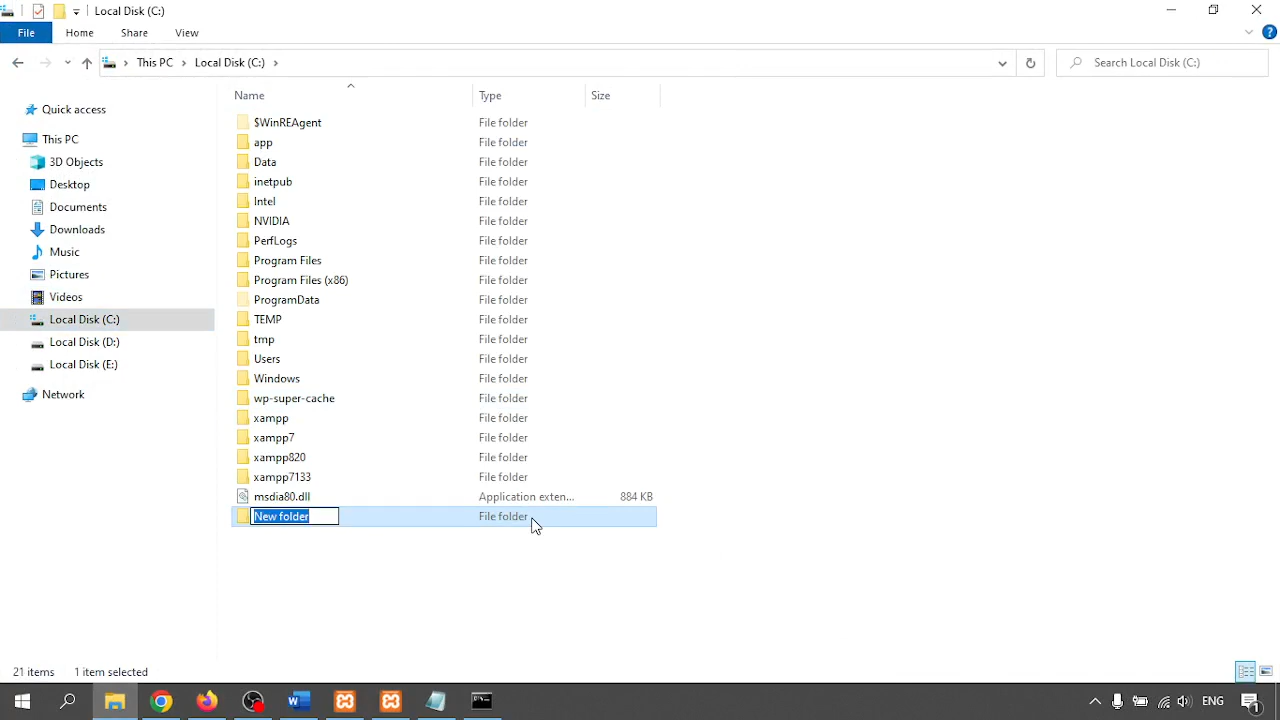 Local Disk (C:)
File Home Share View
This PC Local Disk (C:) Search Local Disk (C:)
Name Type Size
Quick access
This PC
3D Objects
Desktop
Documents
Downloads
Music
Pictures
Videos
Local Disk (C:)
Local Disk (D:)
Local Disk (E:)
Network
$WinREAgent File folder
app File folder
Data File folder
inetpub File folder
Intel File folder
NVIDIA File folder
PerfLogs File folder
Program Files File folder
Program Files (x86) File folder
ProgramData File folder
TEMP File folder
tmp File folder
Users File folder
Windows File folder
wp-super-cache File folder
xampp File folder
xampp7 File folder
xampp820 File folder
xampp7133 File folder
msdia80.dll Application exten... 884 KB
New folder File folder
21 items 1 item selected
ENG 1